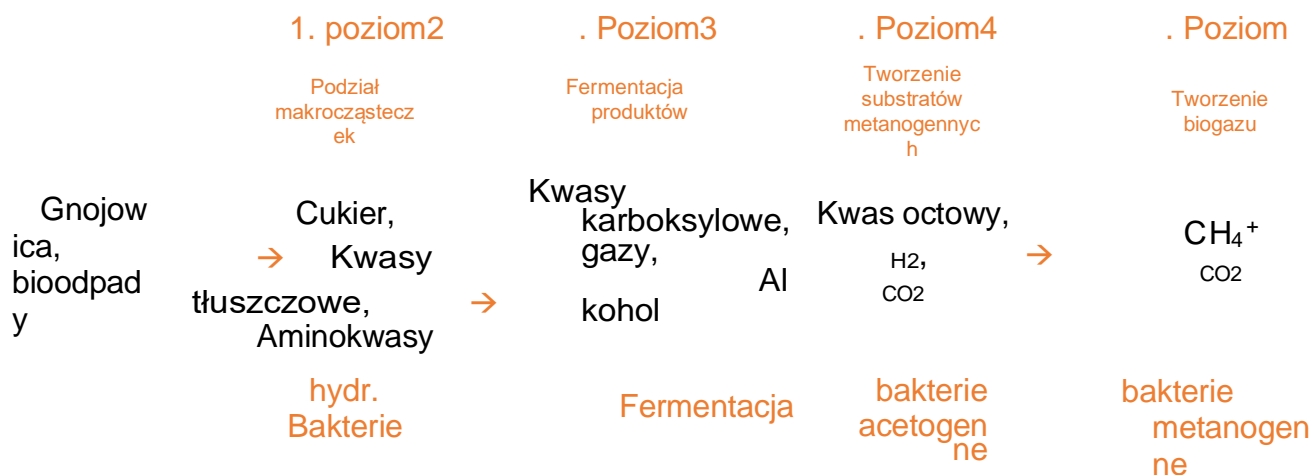 1. poziom2
. Poziom3
. Poziom4
. Poziom
Podział
makrocząstecz
ek
Fermentacja
produktów
Tworzenie
substratów
metanogennyc
h
Tworzenie
biogazu
Gnojow
ica,
bioodpad
y
→
Cukier,
Kwasy
tłuszczowe,
Aminokwasy
→
Kwasy
karboksylowe,
gazy,
Al
kohol
Kwas octowy,
H2,
CO2
→
CH₄⁺
CO2
hydr.
Bakterie
Fermentacja
bakterie
acetogen
ne
bakterie
metanogen
ne